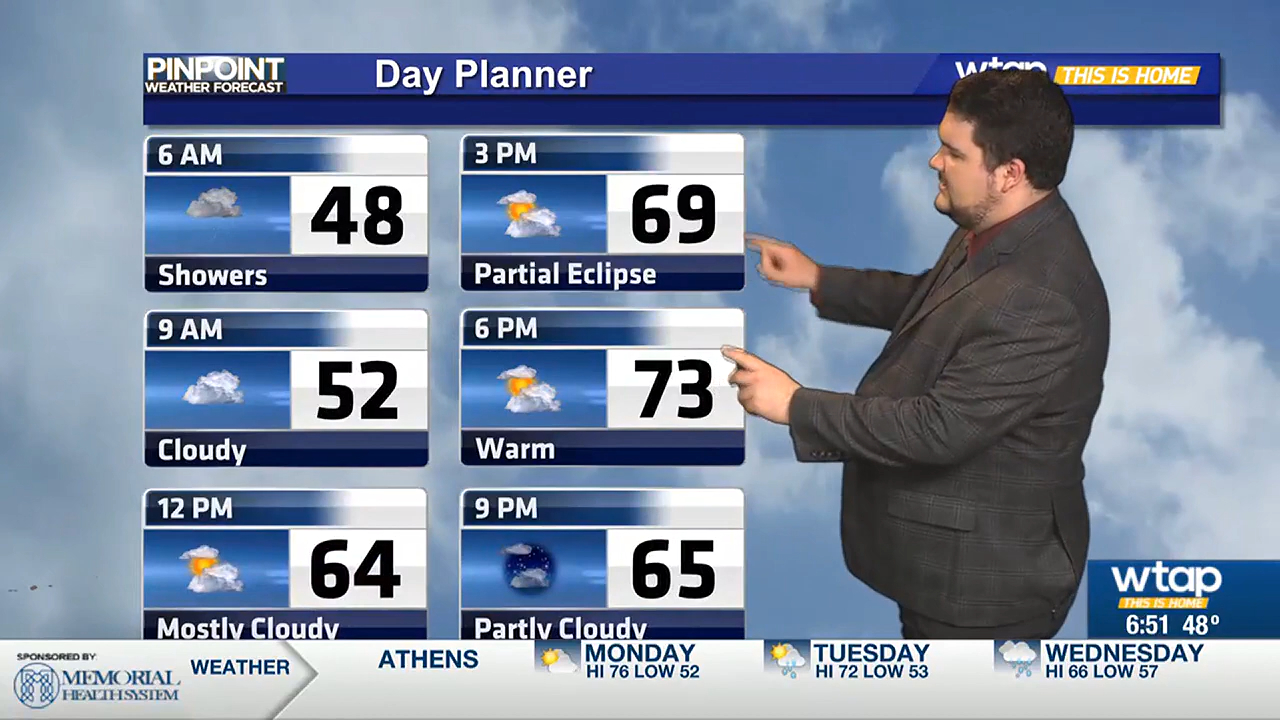 PINPOINT
WEATHER FORECAST
Day Planner
wtap THIS IS HOME
6 AM
48
Showers
3 PM
69
Partial Eclipse
9 AM
52
Cloudy
6 PM
73
Warm
12 PM
64
Mostly Cloudy
9 PM
65
Partly Cloudy
wtap
THIS IS HOME
6:51 48°
SPONSORED BY:
MEMORIAL
HEALTH SYSTEM
WEATHER
ATHENS
MONDAY
HI 76 LOW 52
TUESDAY
HI 72 LOW 53
WEDNESDAY
HI 66 LOW 57